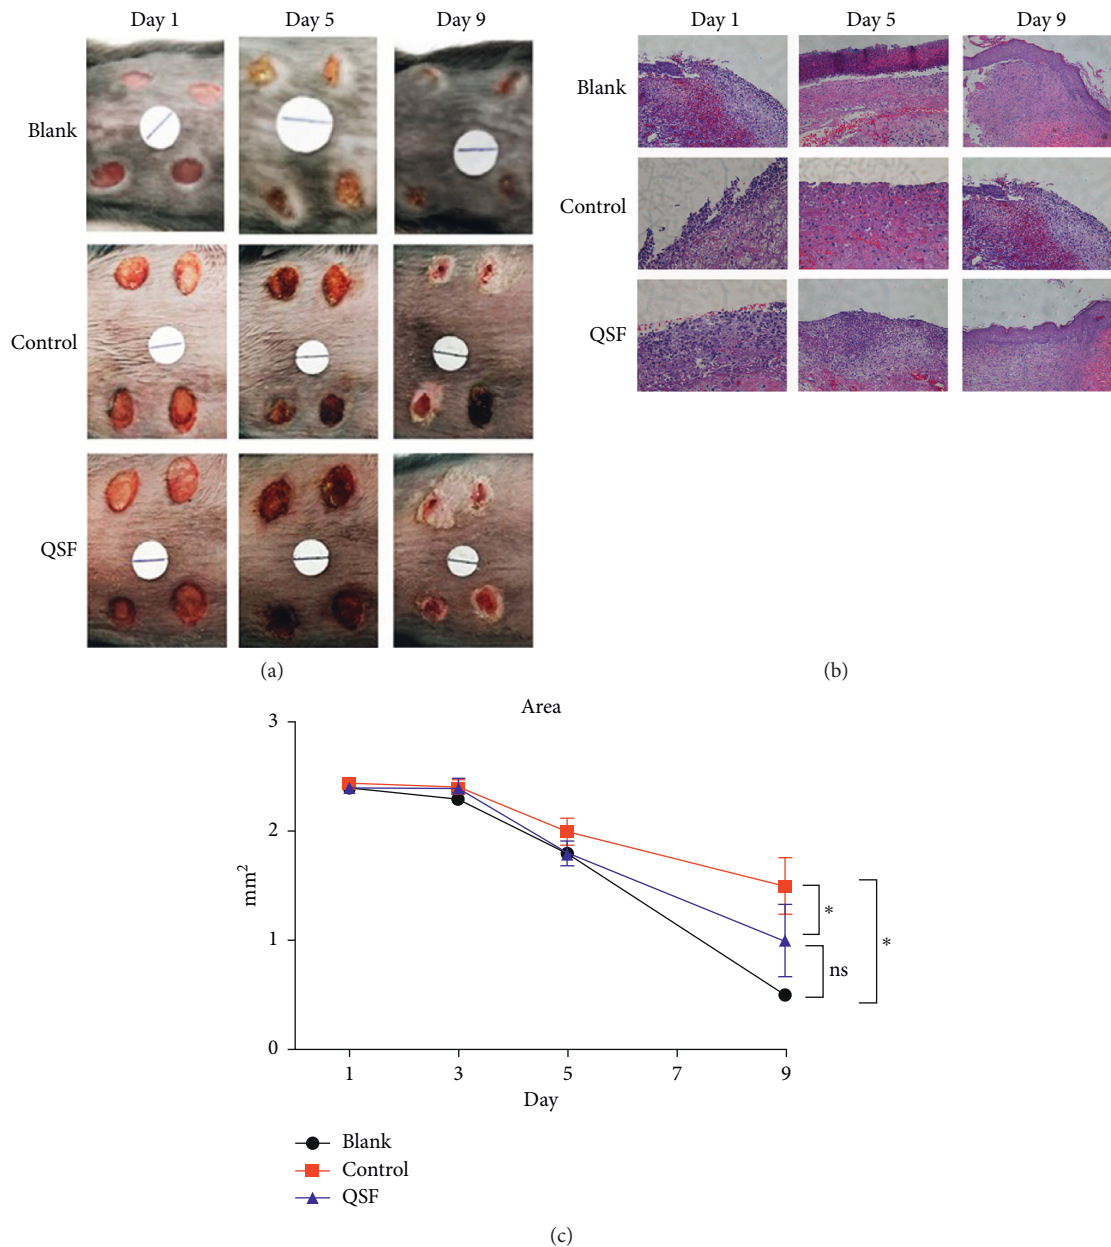 Day 1 Day 5 Day 9
Blank
Control
QSF
(a)
Day 1 Day 5 Day 9
Blank
Control
QSF
(b)
Area
3
2
1
0
mm²
1 3 5 7 9
Day
*
ns
*
Blank
Control
QSF
(c)